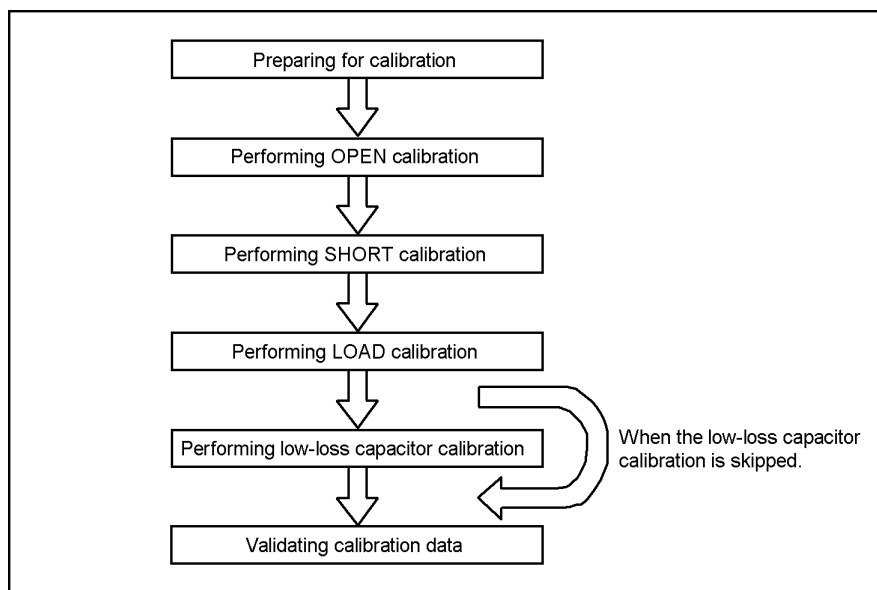 Preparing for calibration
Performing OPEN calibration
Performing SHORT calibration
Performing LOAD calibration
Performing low-loss capacitor calibration
When the low-loss capacitor
calibration is skipped.
Validating calibration data